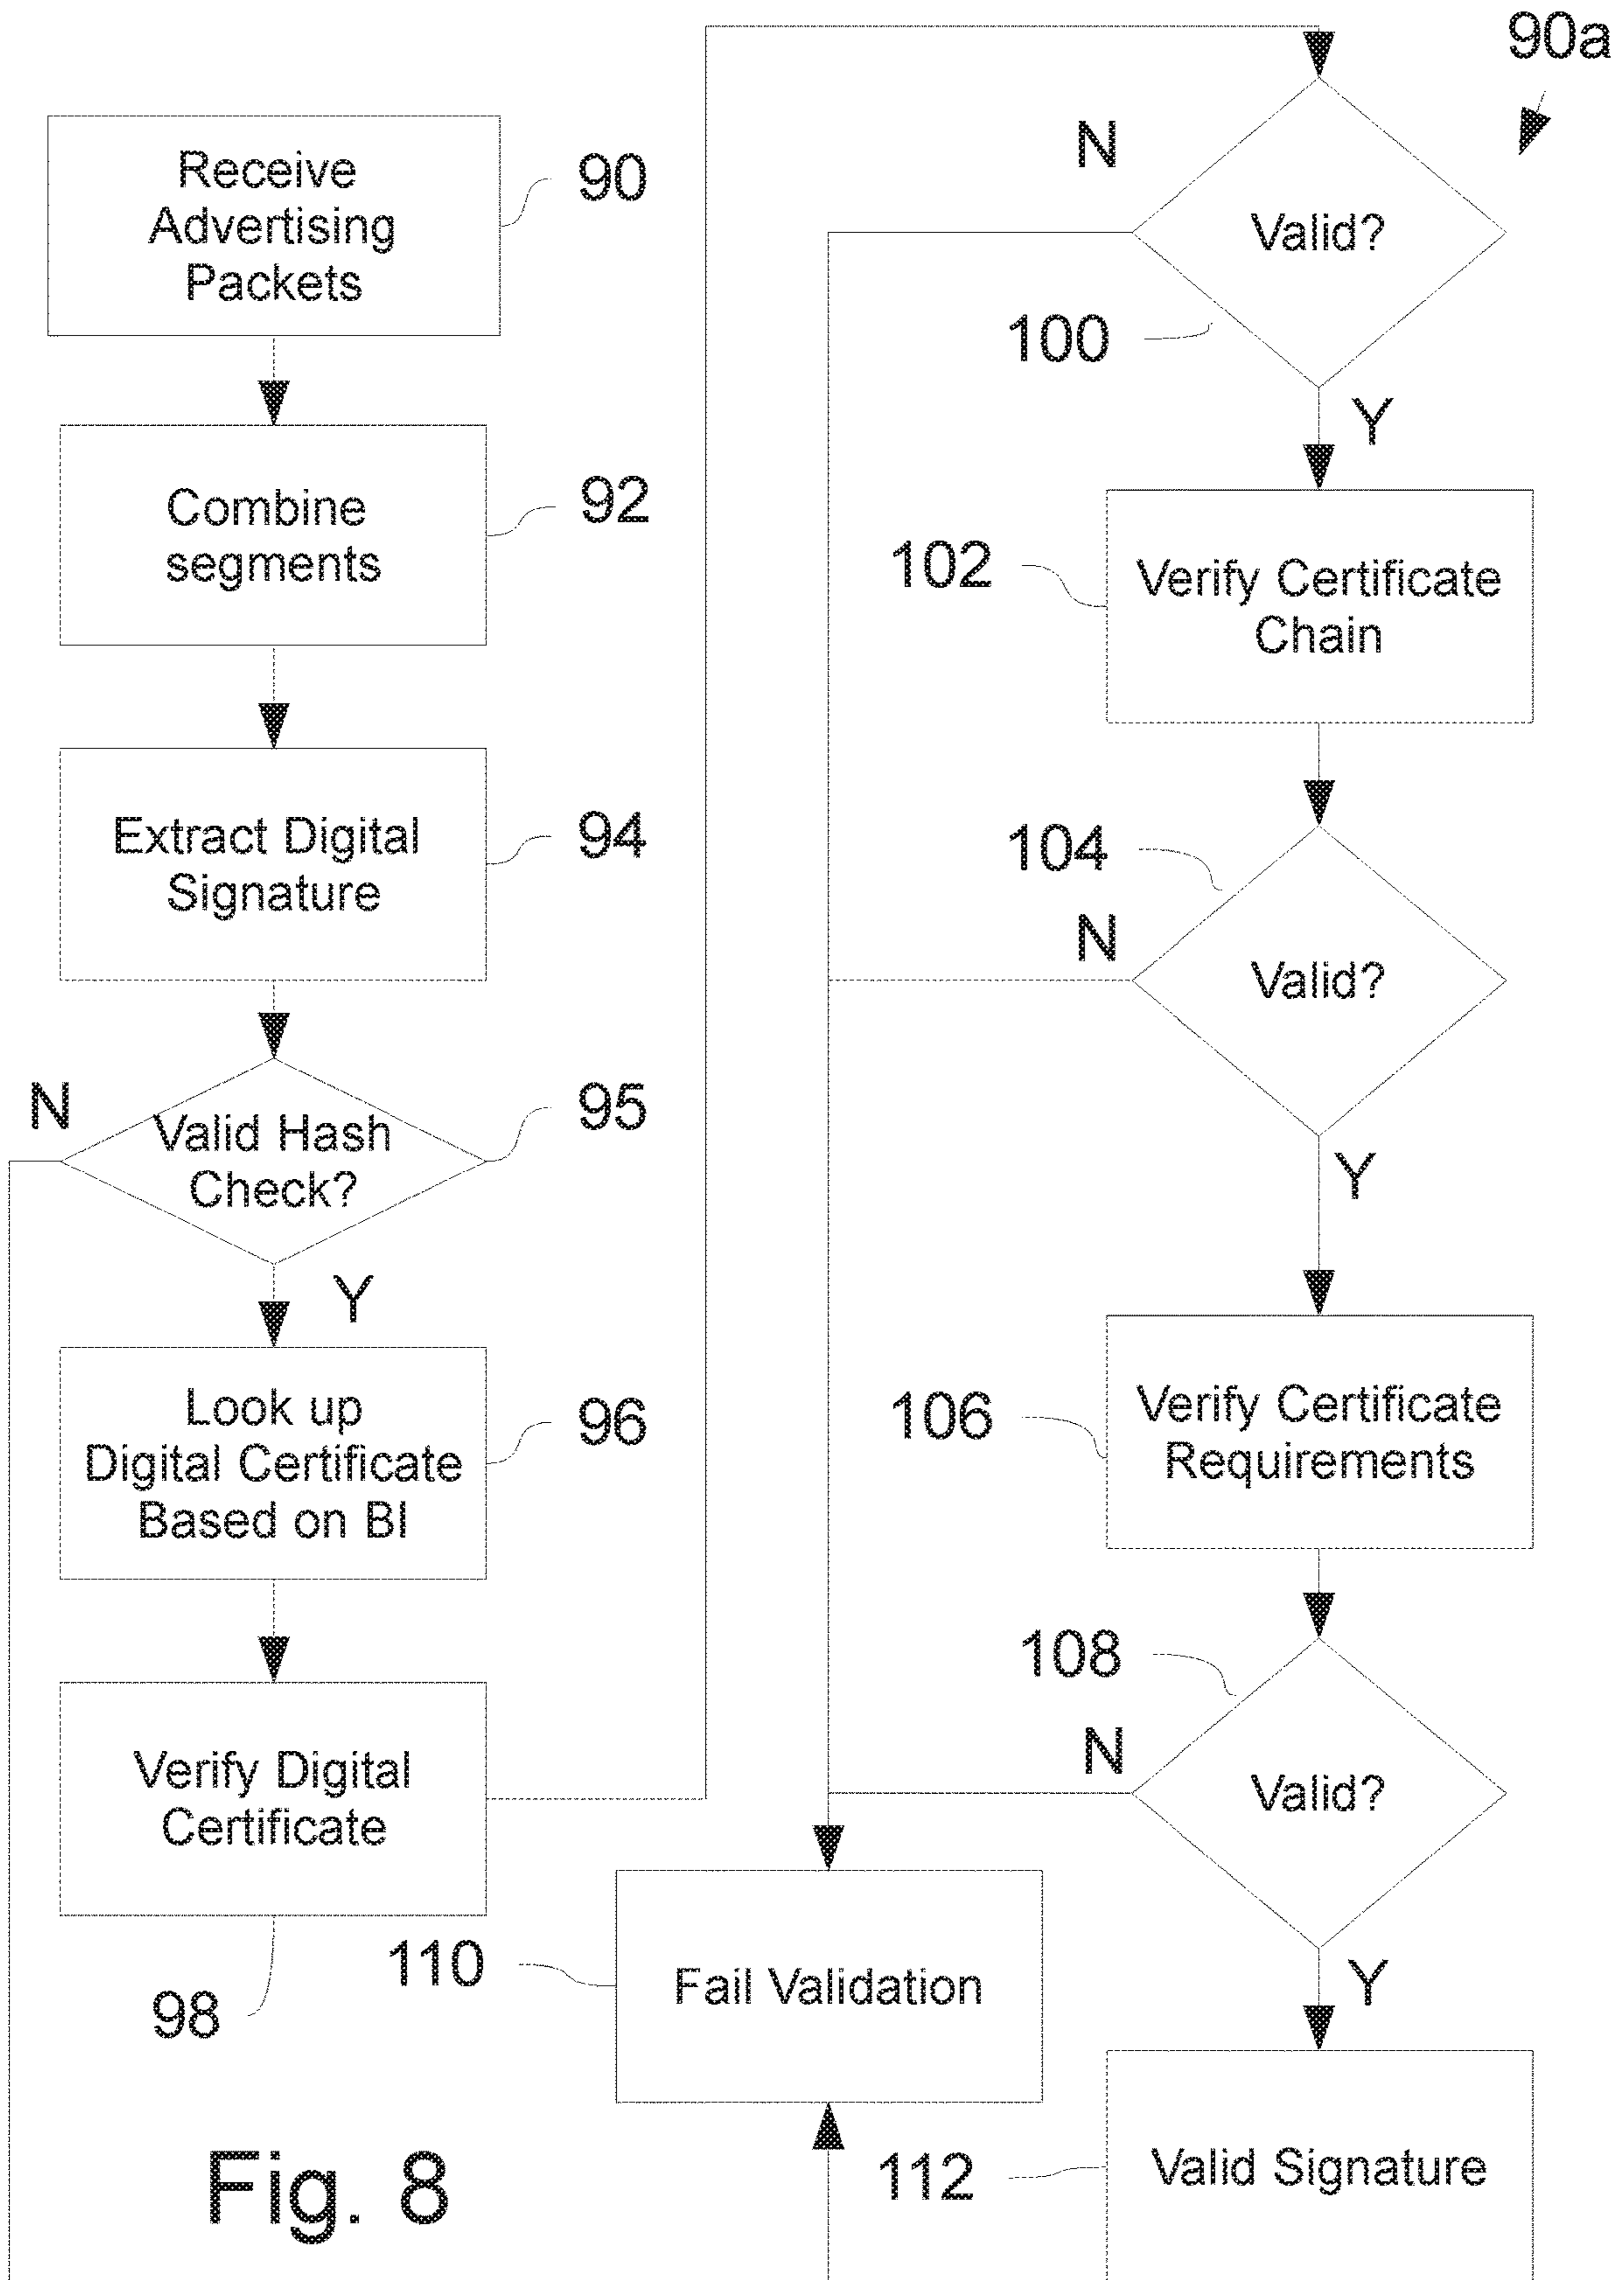 Receive
Advertising
Packets
90
Combine
segments
92
Extract Digital
Signature
94
N
Valid Hash
Check?
95
Y
Look up
Digital Certificate
Based on BI
96
Verify Digital
Certificate
98
90a
N
Valid?
100
Y
Verify Certificate
Chain
102
104
N
Valid?
Y
Verify Certificate
Requirements
106
108
N
Valid?
Y
110
Fail Validation
112
Valid Signature
Fig. 8